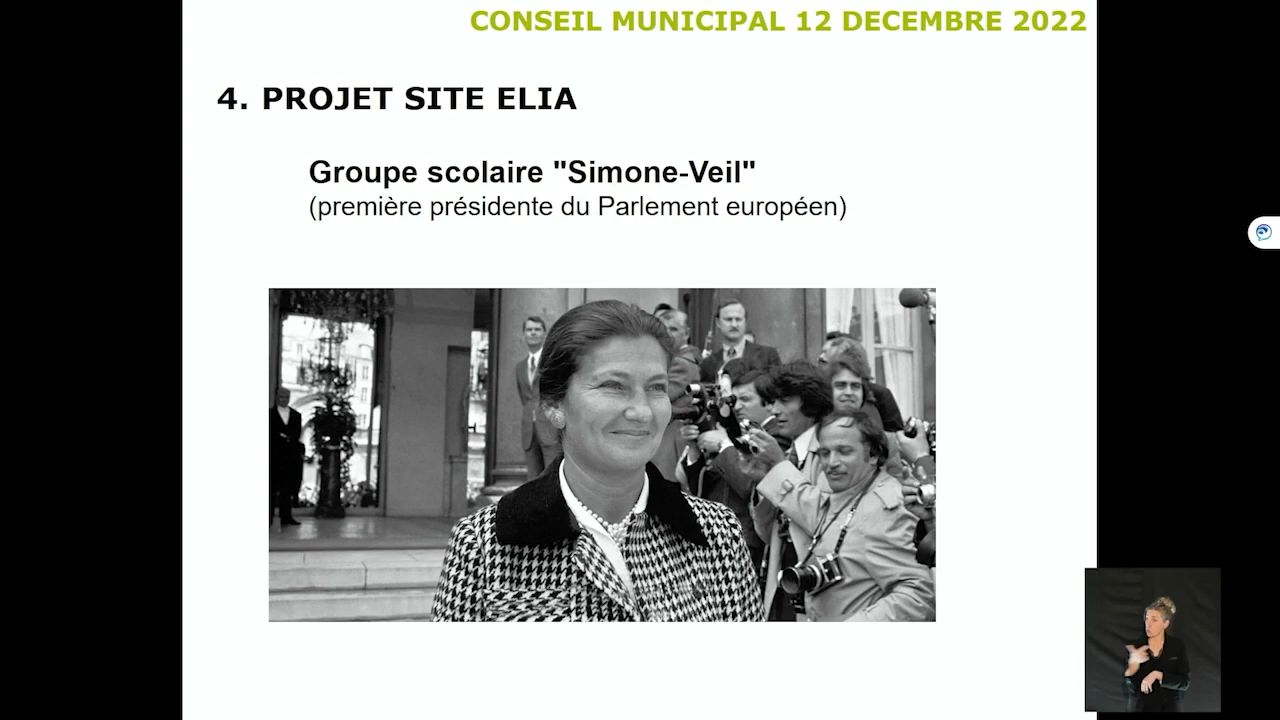 CONSEIL MUNICIPAL 12 DECEMBRE 2022
4. PROJET SITE ELIA
Groupe scolaire "Simone-Veil"
(première présidente du Parlement européen)